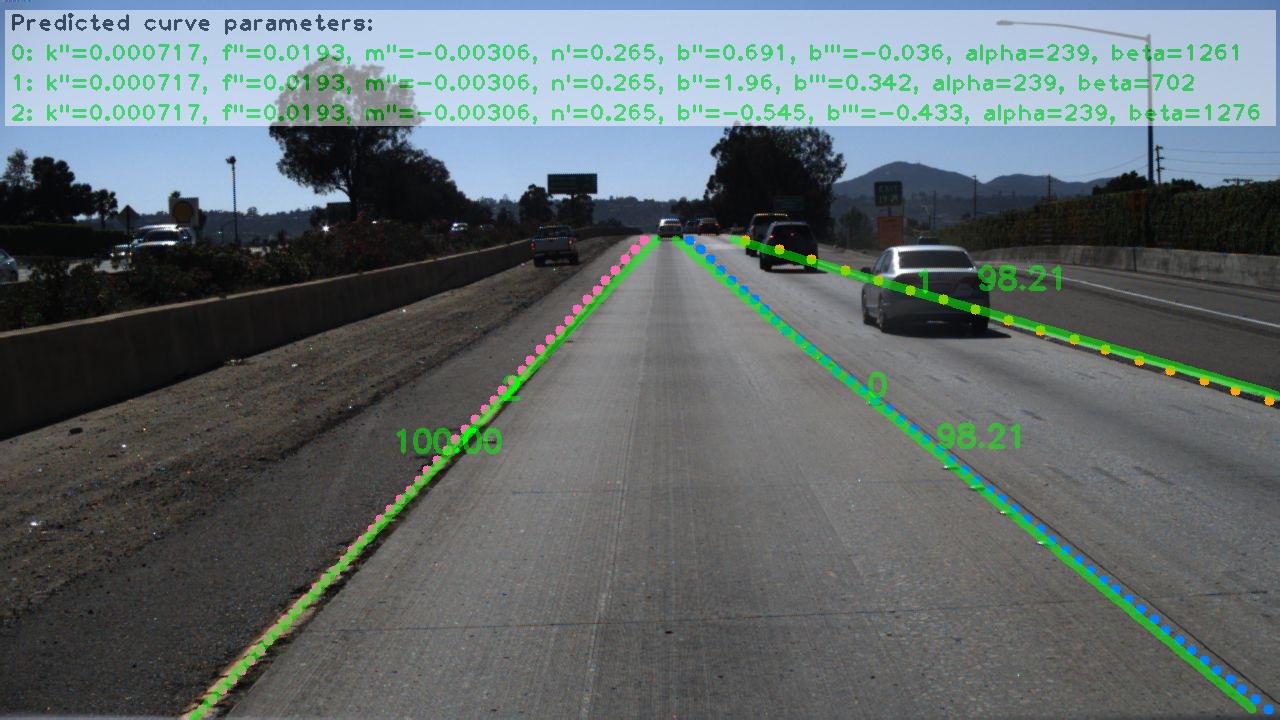 Predicted curve parameters:
0: k''=0.000717, f''=0.0193, m''=-0.00306, n'=0.265, b''=0.691, b'''=-0.036, alpha=239, beta=1261
1: k''=0.000717, f''=0.0193, m''=-0.00306, n'=0.265, b''=1.96, b'''=0.342, alpha=239, beta=702
2: k''=0.000717, f''=0.0193, m''=-0.00306, n'=0.265, b''=-0.545, b'''=-0.433, alpha=239, beta=1276
EXIT
1 98.21
2
0
100.00
98.21